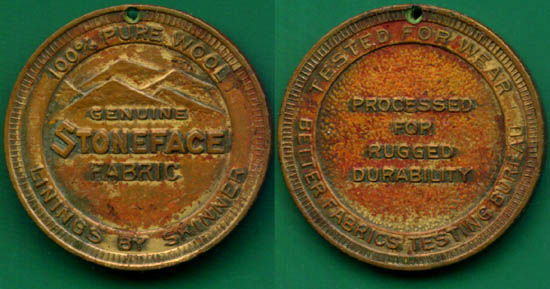 100% PURE WOOL
GENUINE
STONEFACE
FABRIC
LININGS BY SKINNER
TESTED FOR WEAR
PROCESSED
FOR
RUGGED
DURABILITY
BETTER FABRICS TESTING BUREAU